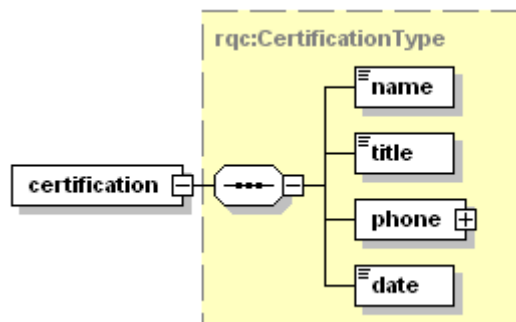 rqc:CertificationType
name
title
certification
phone
date